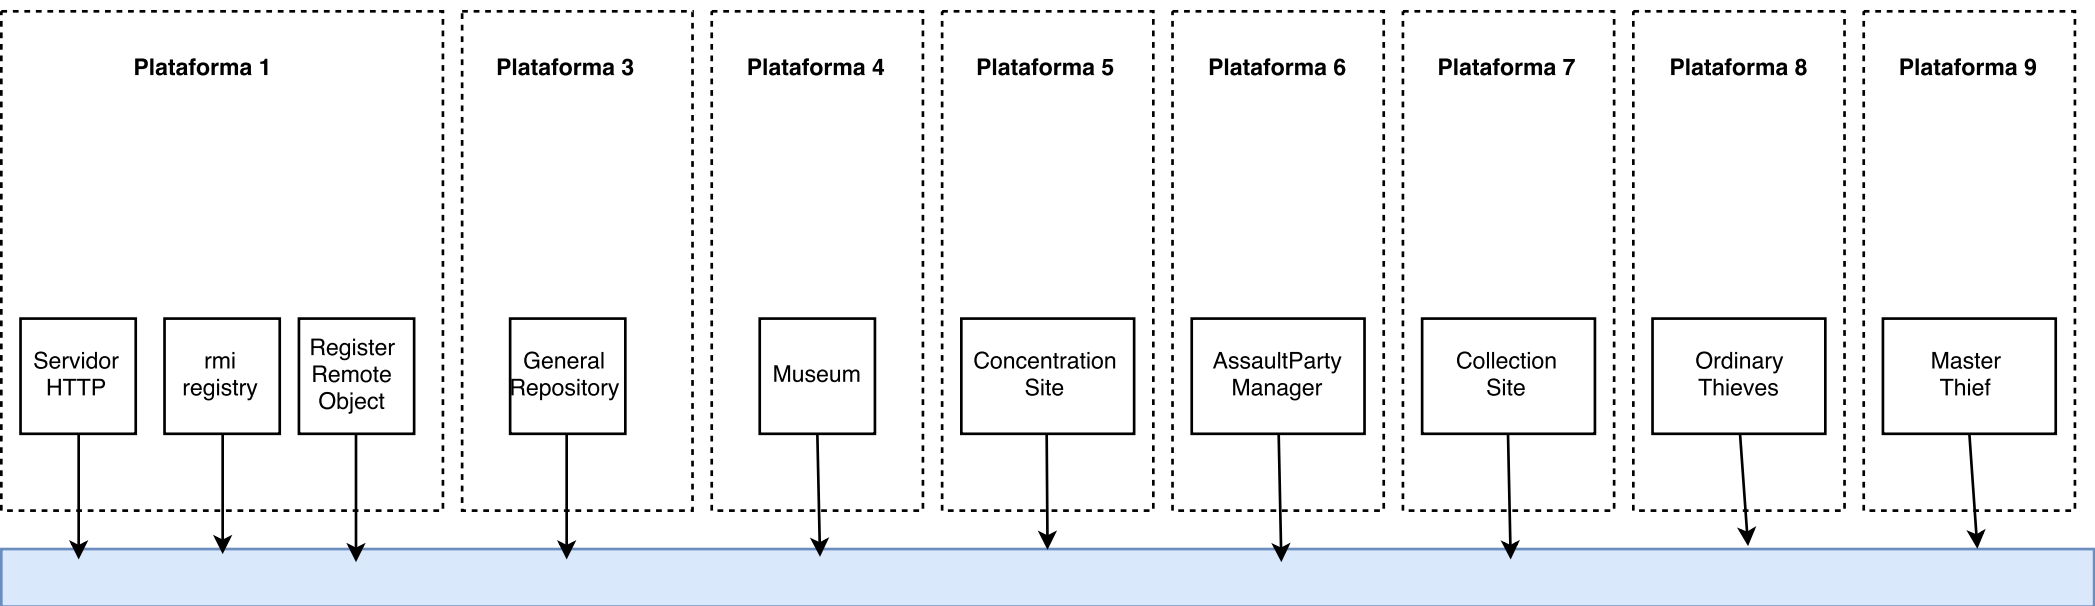 Plataforma 1
Plataforma 3
Plataforma 4
Plataforma 5
Plataforma 6
Plataforma 7
Plataforma 8
Plataforma 9
Servidor
HTTP
rmi
registry
Register
Remote
Object
General
Repository
Museum
Concentration
Site
AssaultParty
Manager
Collection
Site
Ordinary
Thieves
Master
Thief